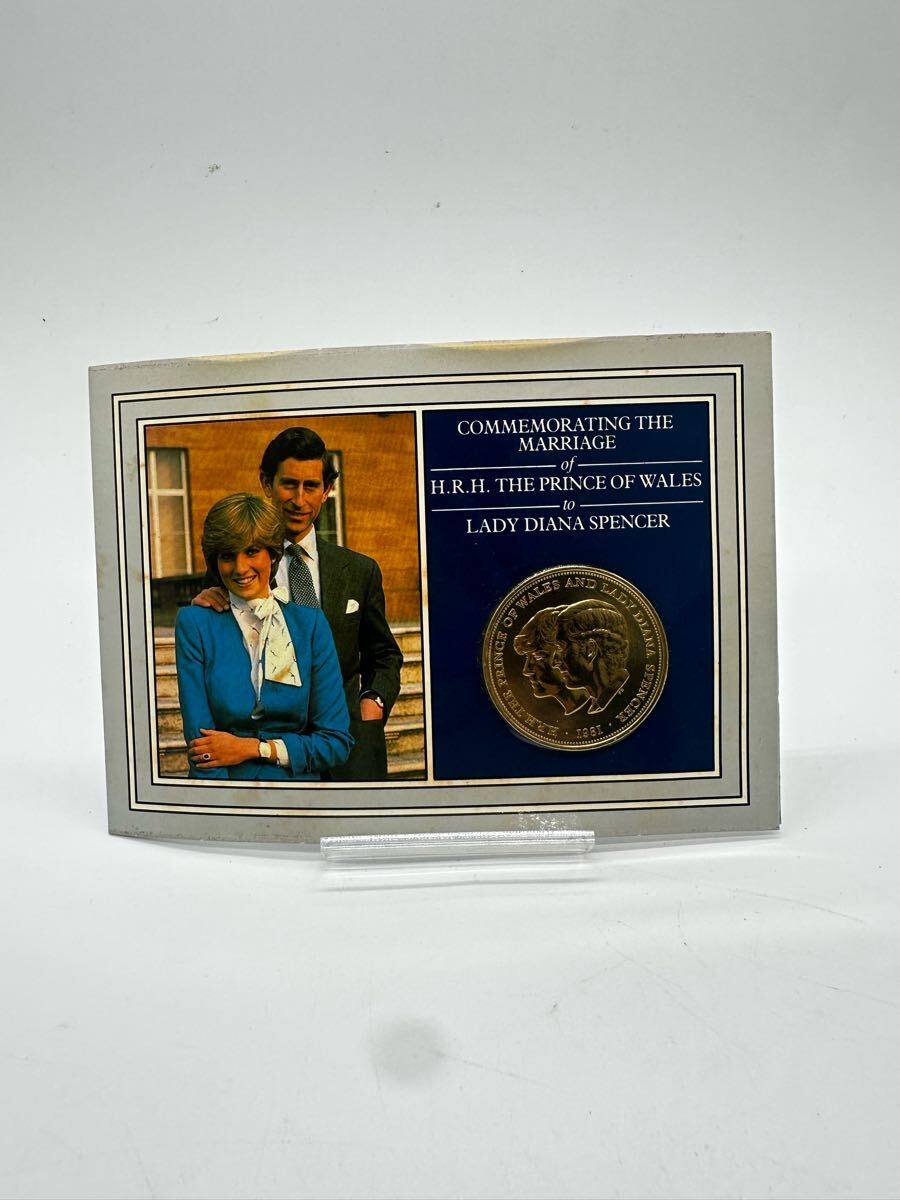 COMMEMORATING THE
MARRIAGE
of
H.R.H. THE PRINCE OF WALES
to
LADY DIANA SPENCER
H.R.H. THE PRINCE OF WALES AND LADY DIANA SPENCER
· 1981 ·